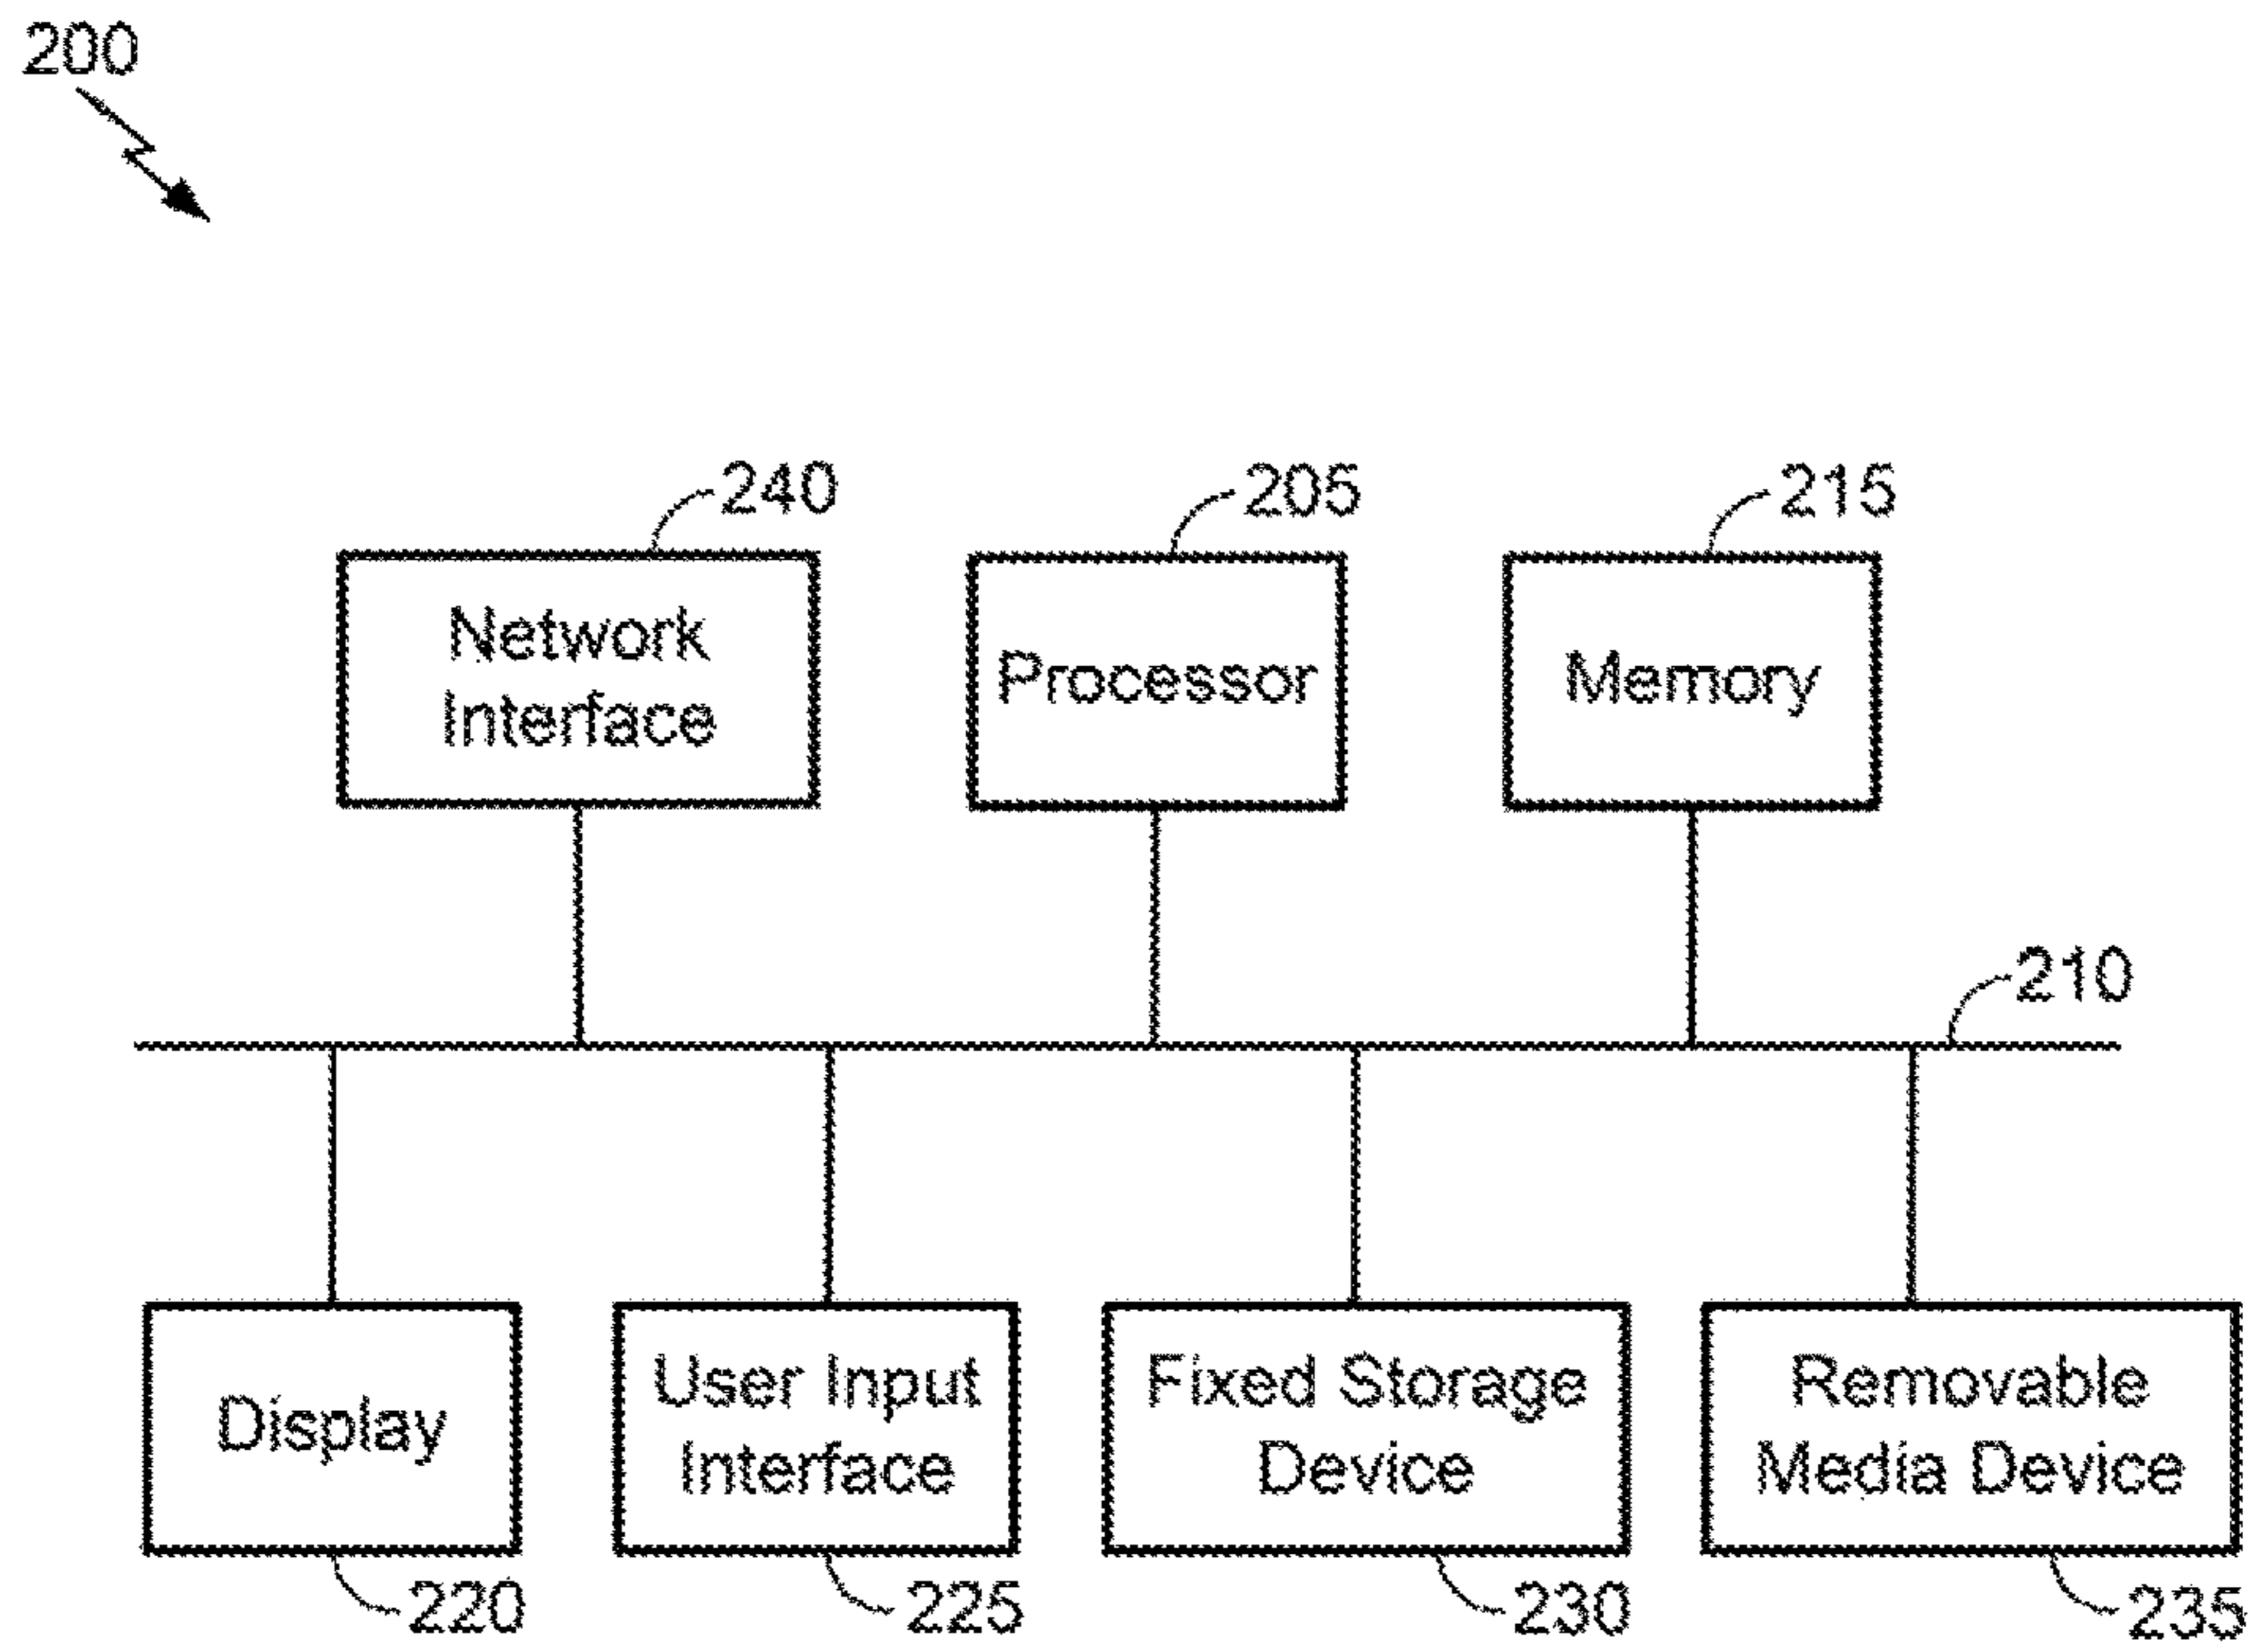 200
240
205
215
Network
Interface
Processor
Memory
210
Display
User Input
Interface
Fixed Storage
Device
Removable
Media Device
220
225
230
235